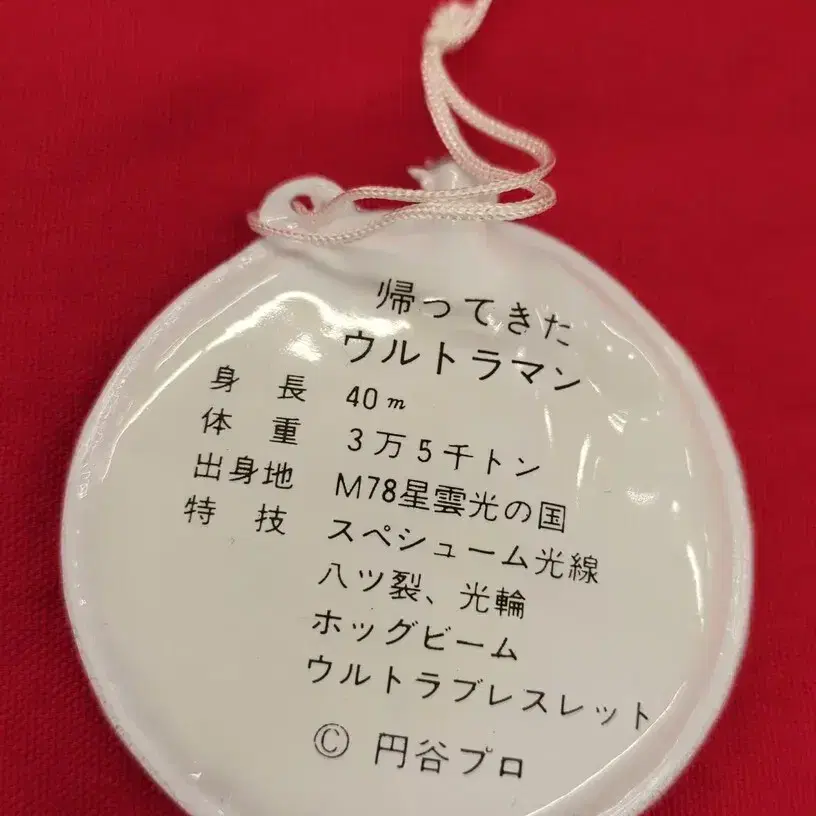 帰ってきた
ウルトラマン
身長 40m
体重 3万5千トン
出身地 M78星雲光の国
特技 スペシューム光線
八ツ裂、光輪
ホッグビーム
ウルトラブレスレット
© 円谷プロ